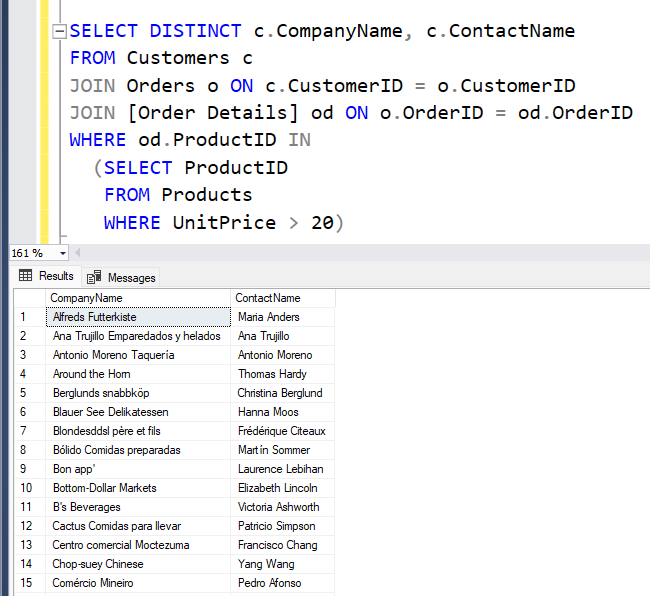 SELECT DISTINCT c.CompanyName, c.ContactName
FROM Customers c
JOIN Orders o ON c.CustomerID = o.CustomerID
JOIN [Order Details] od ON o.OrderID = od.OrderID
WHERE od.ProductID IN
(SELECT ProductID
FROM Products
WHERE UnitPrice > 20)
161 %
Results Messages
CompanyName ContactName
1 Alfreds Futterkiste Maria Anders
2 Ana Trujillo Emparedados y helados Ana Trujillo
3 Antonio Moreno Taquería Antonio Moreno
4 Around the Horn Thomas Hardy
5 Berglunds snabbköp Christina Berglund
6 Blauer See Delikatessen Hanna Moos
7 Blondesddsl père et fils Frédérique Citeaux
8 Bólido Comidas preparadas Martín Sommer
9 Bon app' Laurence Lebihan
10 Bottom-Dollar Markets Elizabeth Lincoln
11 B's Beverages Victoria Ashworth
12 Cactus Comidas para llevar Patricio Simpson
13 Centro comercial Moctezuma Francisco Chang
14 Chop-suey Chinese Yang Wang
15 Comércio Mineiro Pedro Afonso